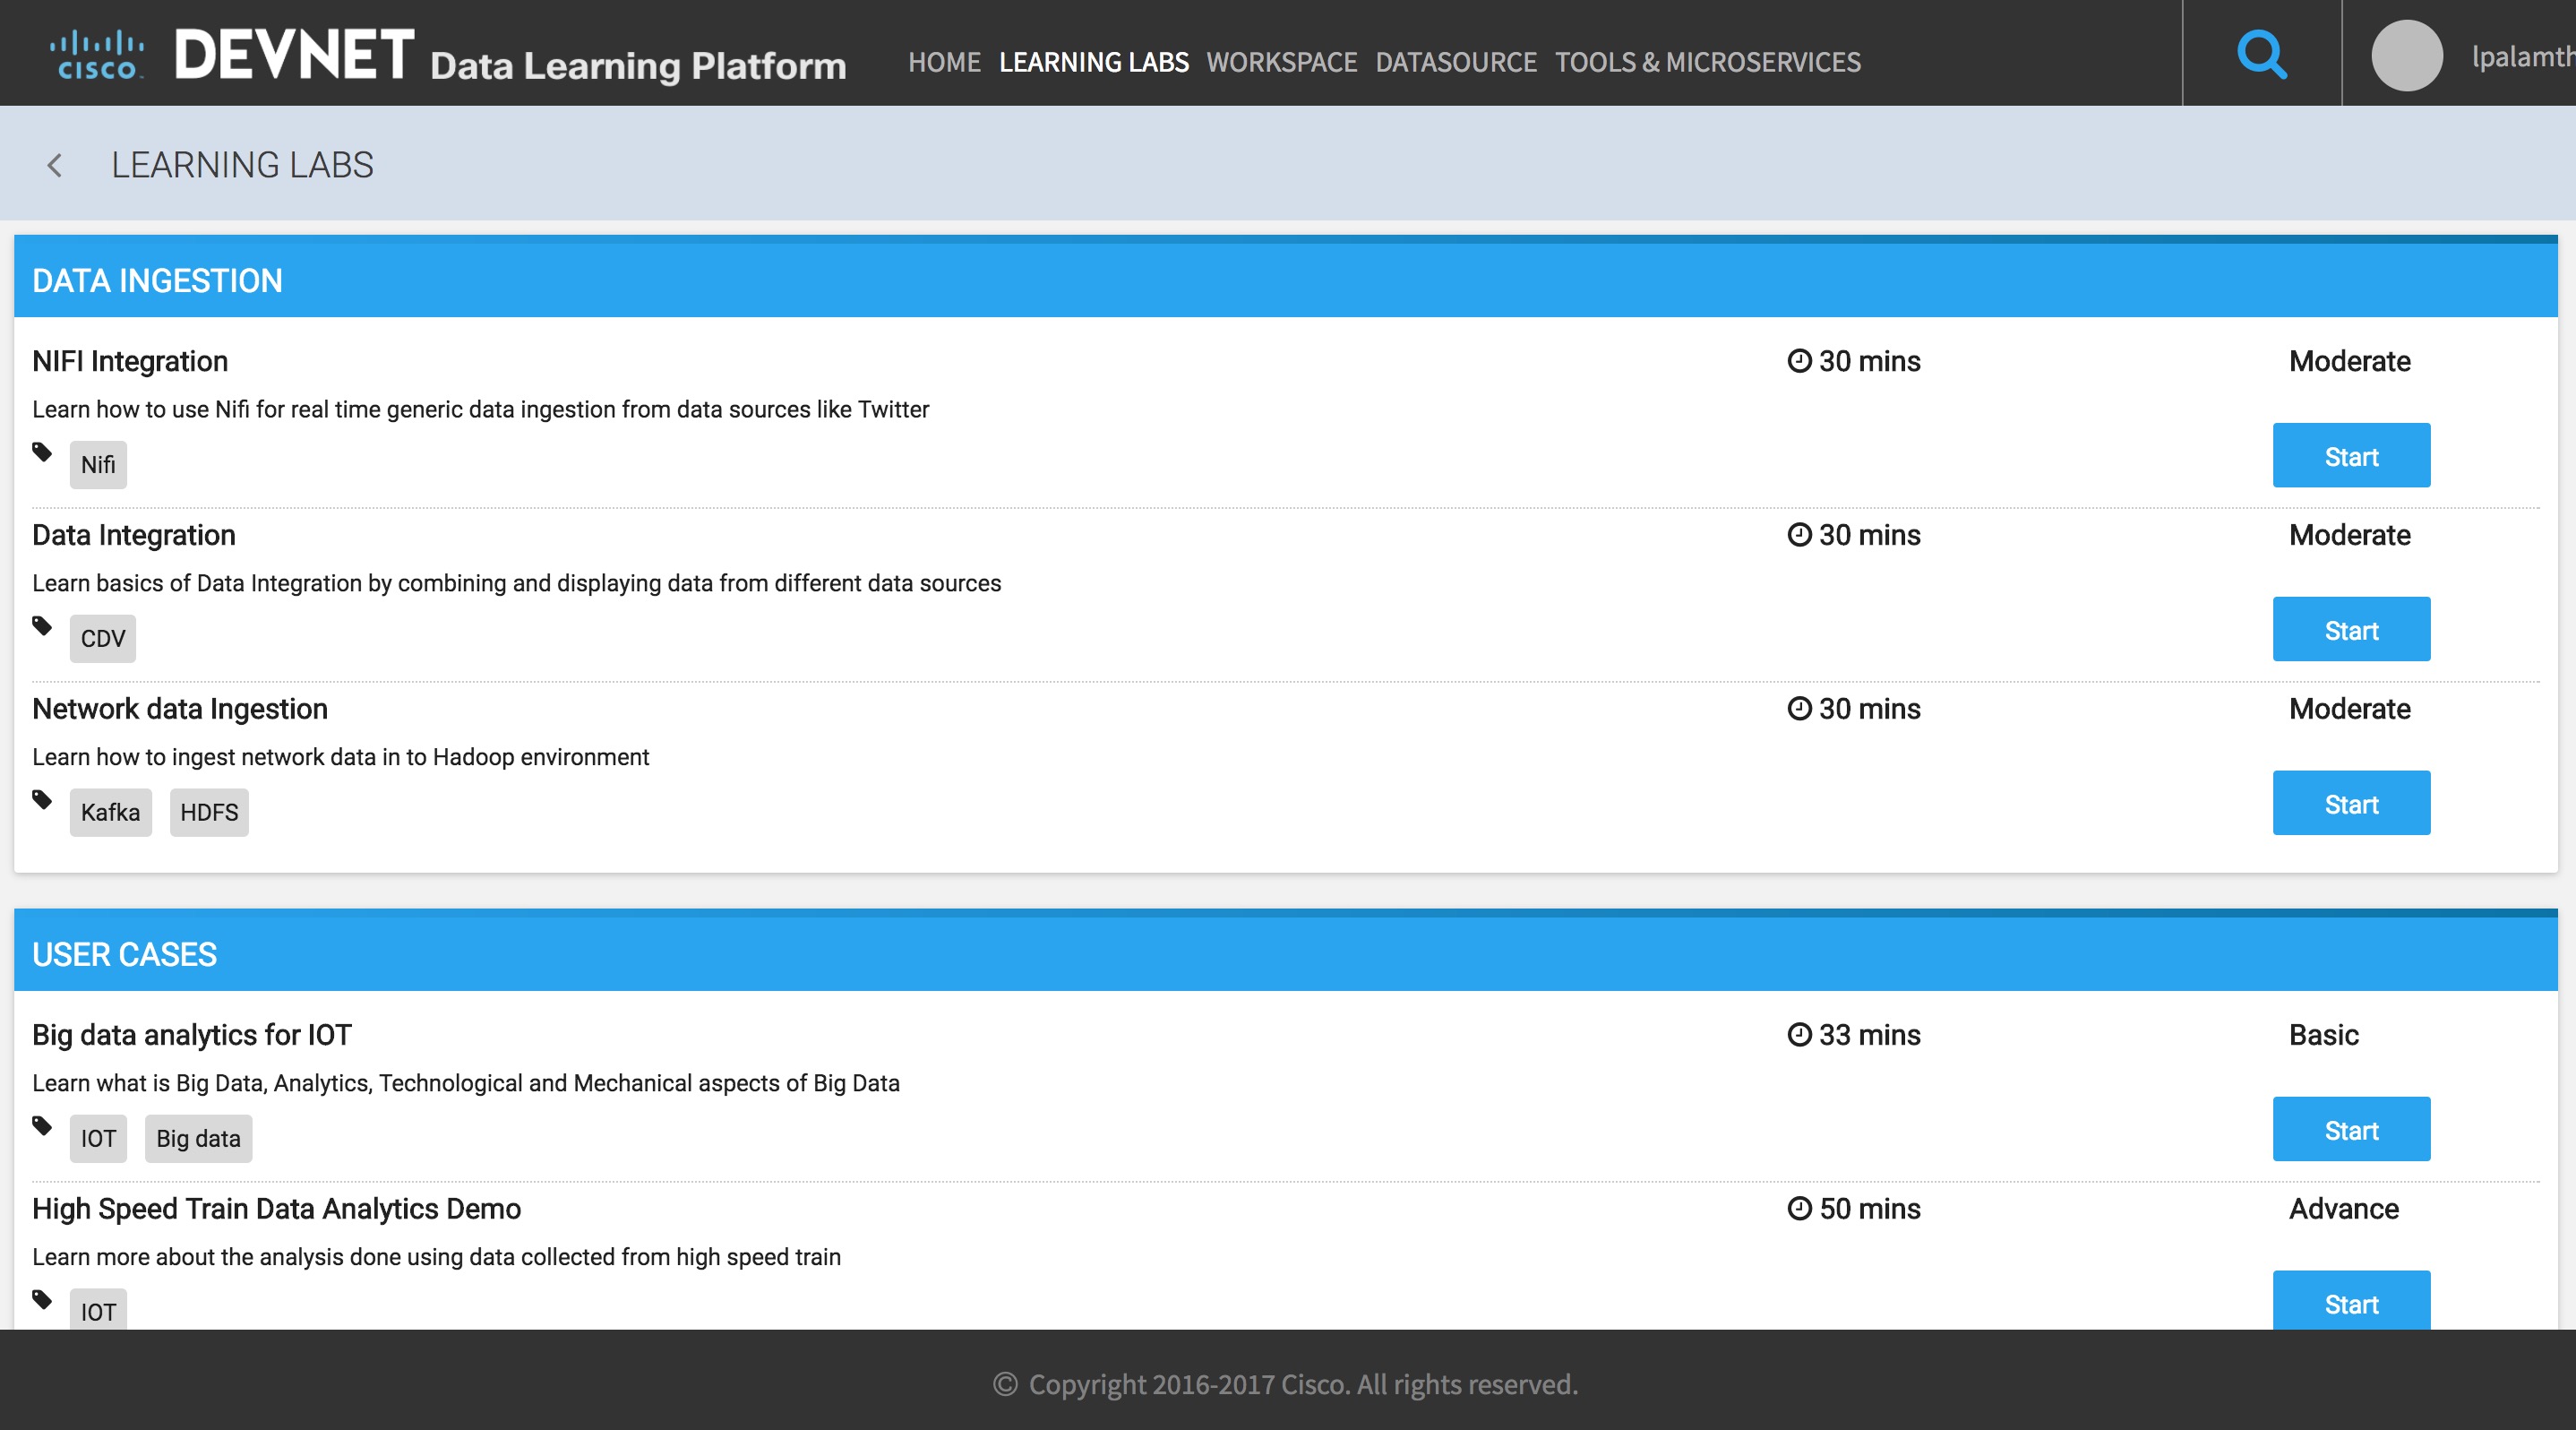 CISCO DEVNET Data Learning Platform HOME LEARNING LABS WORKSPACE DATASOURCE TOOLS & MICROSERVICES lpalamth
LEARNING LABS
DATA INGESTION
NIFI Integration 30 mins Moderate
Learn how to use Nifi for real time generic data ingestion from data sources like Twitter
Nifi Start
Data Integration 30 mins Moderate
Learn basics of Data Integration by combining and displaying data from different data sources
CDV Start
Network data Ingestion 30 mins Moderate
Learn how to ingest network data in to Hadoop environment
Kafka HDFS Start
USER CASES
Big data analytics for IOT 33 mins Basic
Learn what is Big Data, Analytics, Technological and Mechanical aspects of Big Data
IOT Big data Start
High Speed Train Data Analytics Demo 50 mins Advance
Learn more about the analysis done using data collected from high speed train
IOT Start
© Copyright 2016-2017 Cisco. All rights reserved.